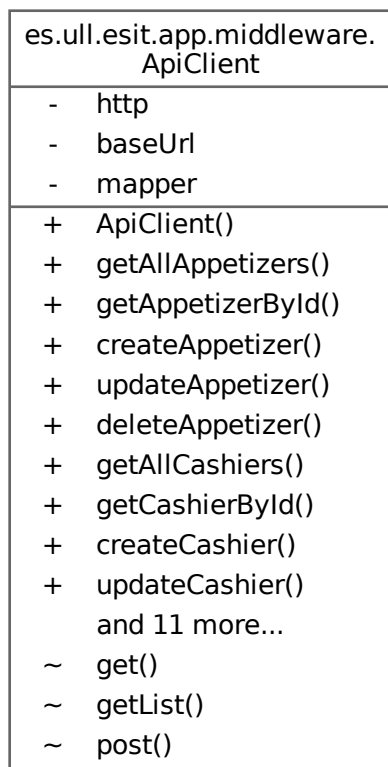 es.ull.esit.app.middleware.
ApiClient
- http
- baseUrl
- mapper
+ ApiClient()
+ getAllAppetizers()
+ getAppetizerById()
+ createAppetizer()
+ updateAppetizer()
+ deleteAppetizer()
+ getAllCashiers()
+ getCashierById()
+ createCashier()
+ updateCashier()
and 11 more...
~ get()
~ getList()
~ post()